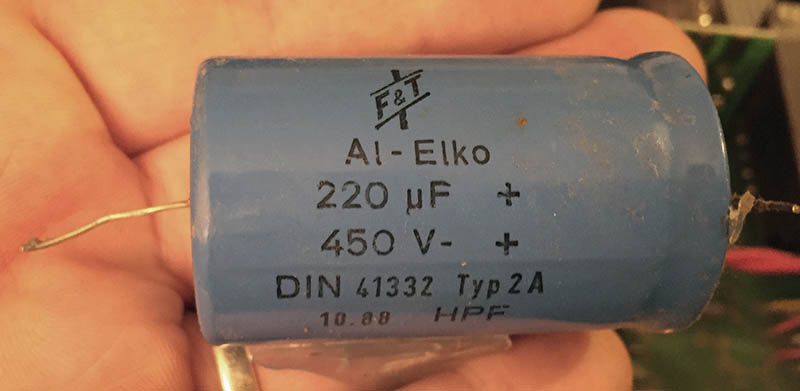 F&T
Al-Elko
220 µF +
450 V- +
DIN 41332 Typ 2A
10.88 HPF